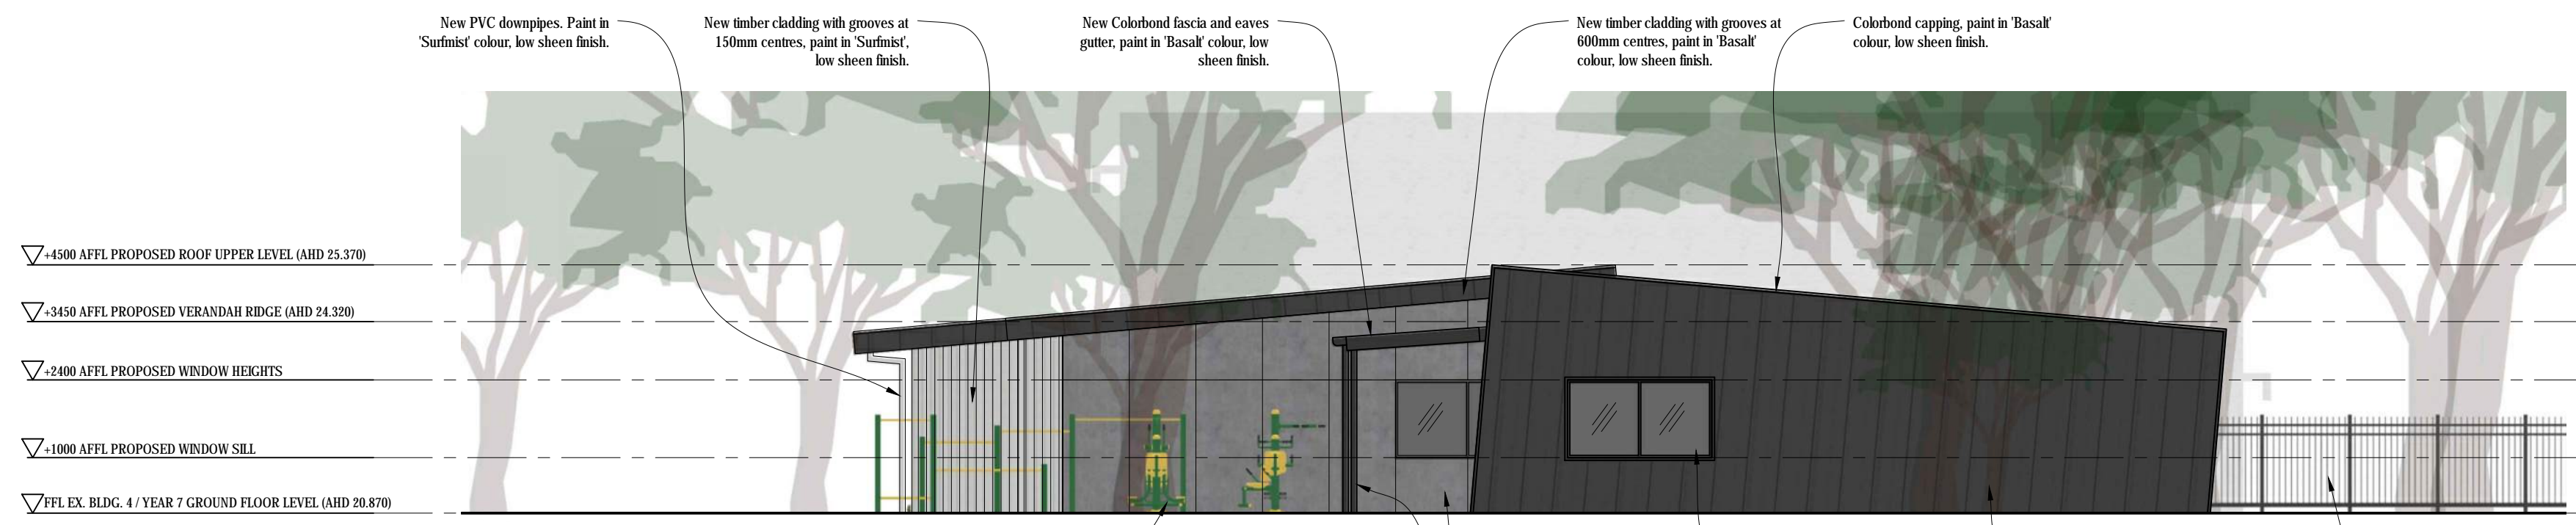 New PVC downpipes. Paint in
'Surfmist' colour, low sheen finish.
New timber cladding with grooves at
150mm centres, paint in 'Surfmist',
low sheen finish.
New Colorbond fascia and eaves
gutter, paint in 'Basalt' colour, low
sheen finish.
New timber cladding with grooves at
600mm centres, paint in 'Basalt'
colour, low sheen finish.
Colorbond capping, paint in 'Basalt'
colour, low sheen finish.
+4500 AFFL PROPOSED ROOF UPPER LEVEL (AHD 25.370)
+3450 AFFL PROPOSED VERANDAH RIDGE (AHD 24.320)
+2400 AFFL PROPOSED WINDOW HEIGHTS
+1000 AFFL PROPOSED WINDOW SILL
FFL EX. BLDG. 4 / YEAR 7 GROUND FLOOR LEVEL (AHD 20.870)